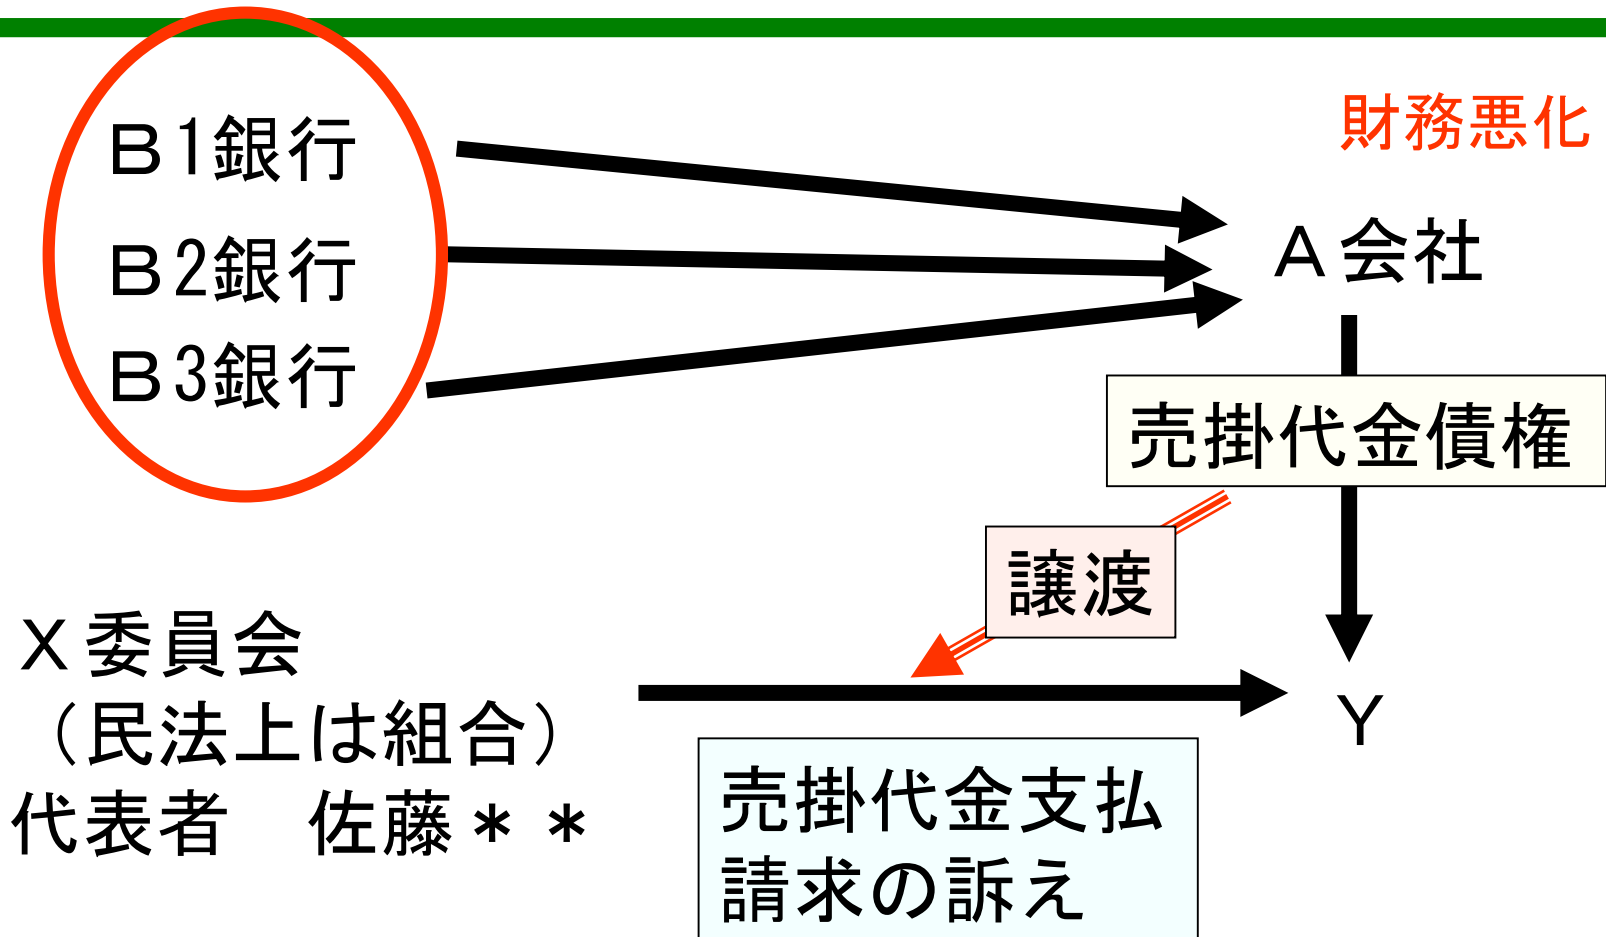 B1銀行
B2銀行
B3銀行
財務悪化
A会社
売掛代金債権
譲渡
X委員会
（民法上は組合）
代表者　佐藤＊＊
Y
売掛代金支払
請求の訴え